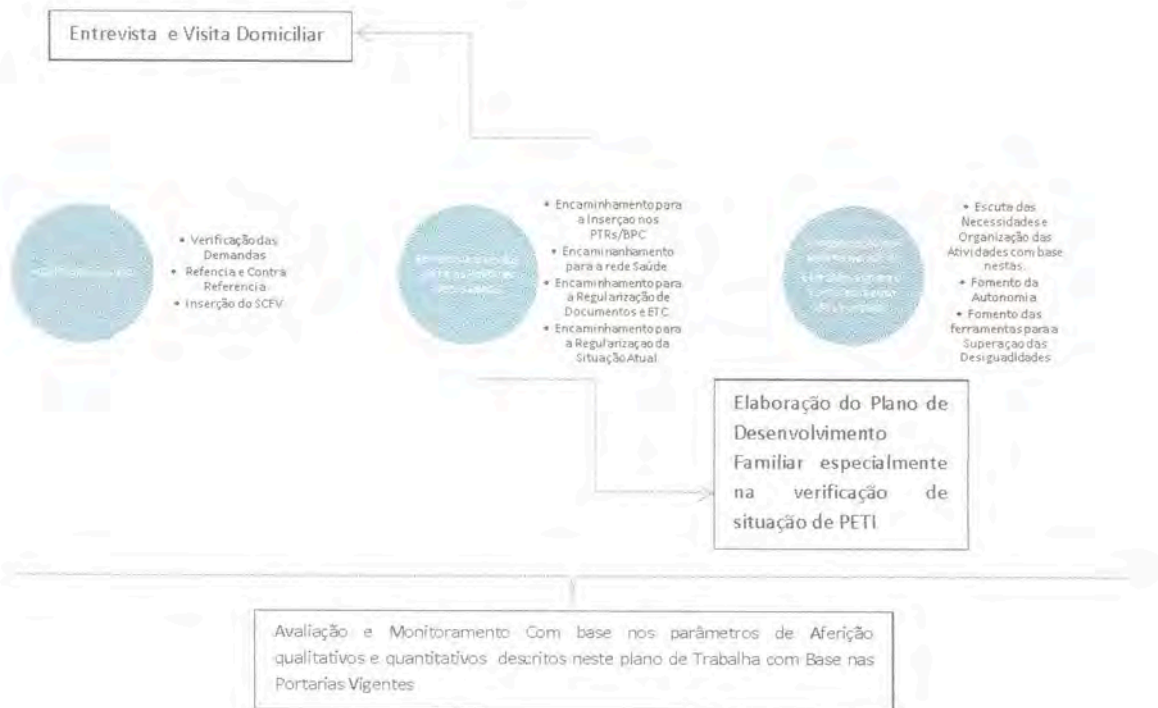 Entrevista e Visita Domiciliar
• Verificação das
Demandas
• Refencia e Contra
Referencia
• Inserção do SCFV
• Encaminhamento para
a Inserção nos
PTRs/BPC
• Encaminanhamento
para a rede Saúde
• Encaminhamento para
a Regularização de
Documentos e ETC
• Encaminhamento para
a Regularização da
Situação Atual
• Escuta das
Necessidades e
Organização das
Atividades com base
nestas.
• Fomento da
Autonomia
• Fomento das
ferramentas para a
Superação das
Desiguadidades
Elaboração do Plano de
Desenvolvimento
Familiar especialmente
na verificação de
situação de PETI
Avaliação e Monitoramento Com base nos parâmetros de Aferição
qualitativos e quantitativos descritos neste plano de Trabalha com Base nas
Portarias Vigentes